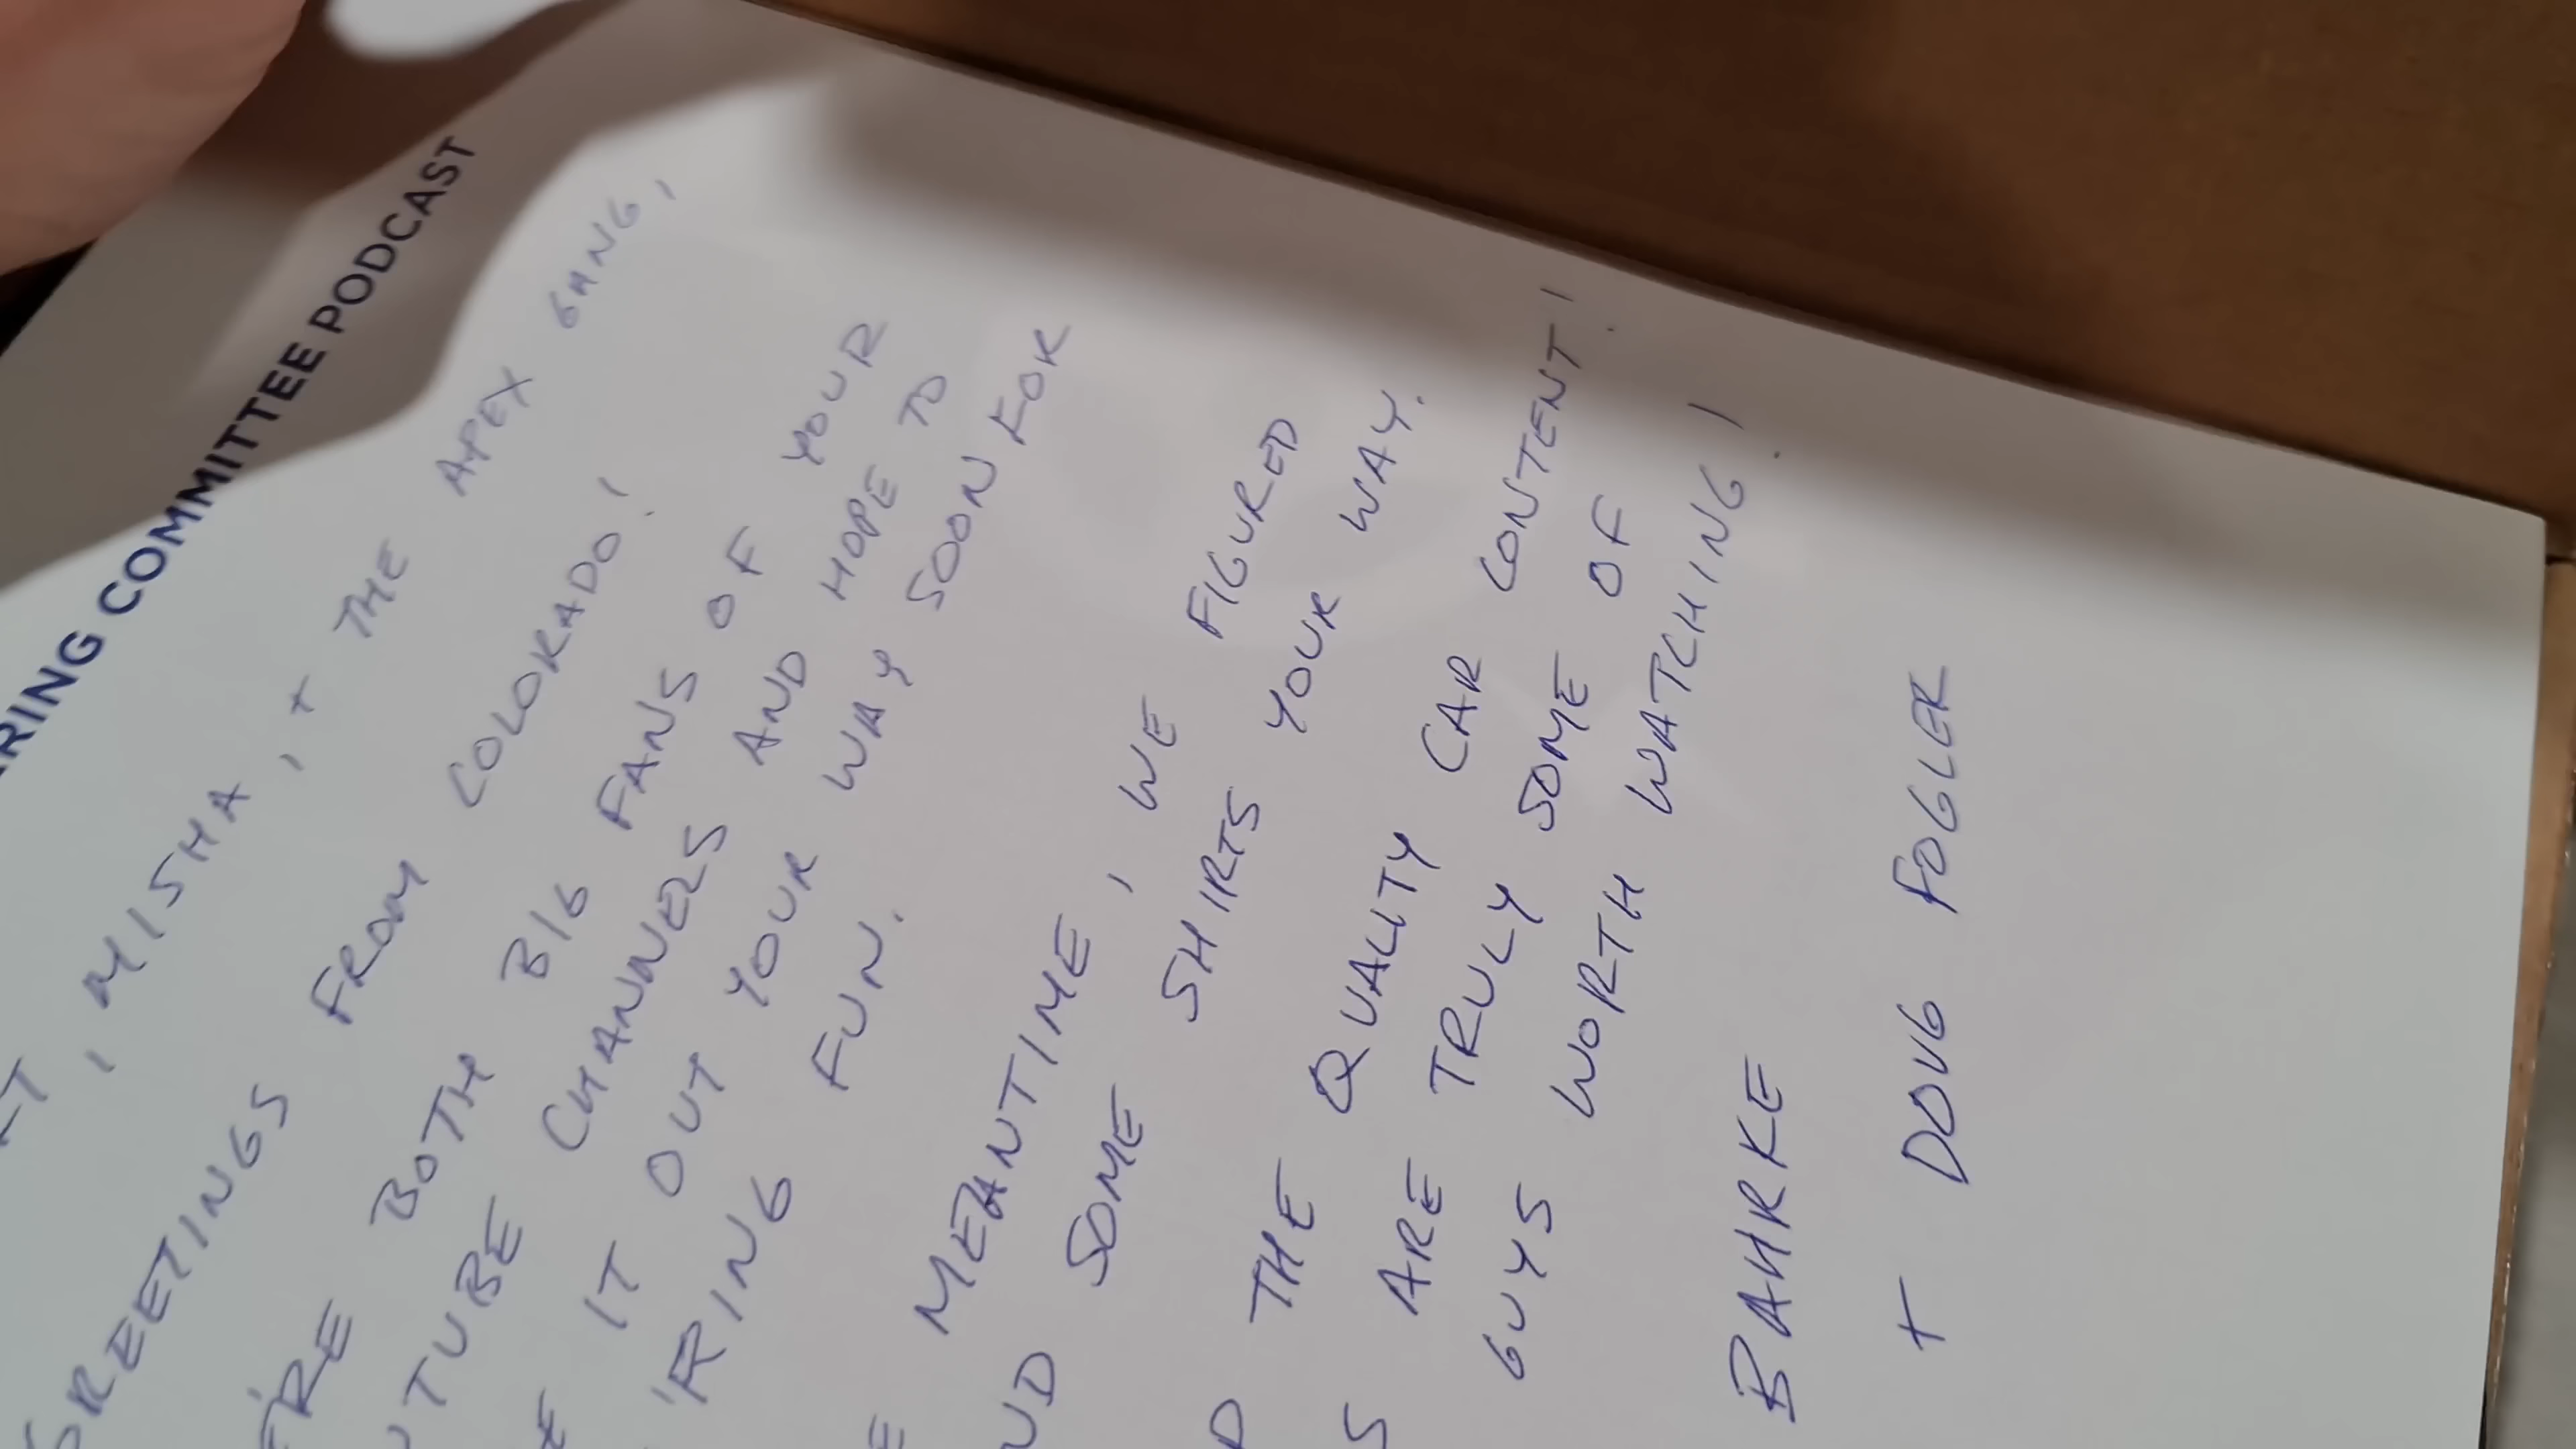 RING COMMITTEE PODCAST
, MISHA, + THE APEX GANG,
GREETINGS FROM COLORADO!
'RE BOTH BIG FANS OF YOUR
TUBE CHANNELS AND HOPE TO
IT OUT YOUR WAY SOON FOR
'RING FUN.
MEANTIME, WE FIGURED
SOME SHIRTS YOUR WAY.
THE QUALITY CAR CONTENT!
ARE TRULY SOME OF
GUYS WORTH WATCHING!
BAHRKE
+ DOUG FOGLER